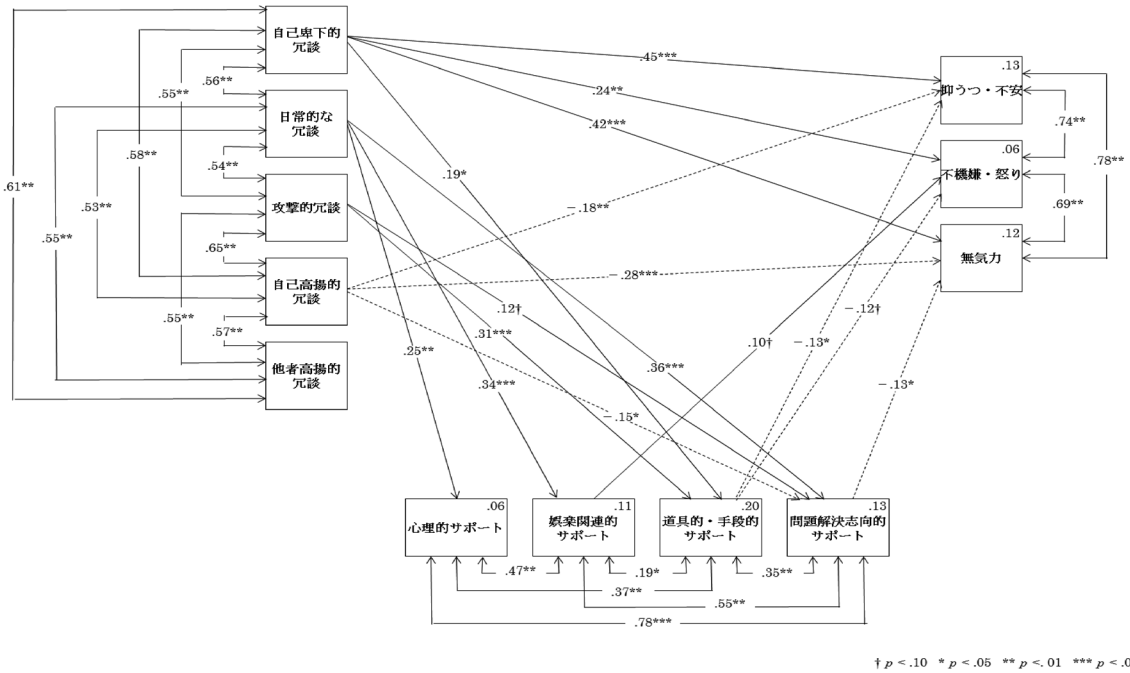 自己卑下的
冗談
日常的な
冗談
攻撃的冗談
自己高揚的
冗談
他者高揚的
冗談
.61**
.55**
.53**
.58**
.55**
.56**
.54**
.65**
.55**
.57**
.45***
.24**
.42***
.19*
－.18**
－.28***
.12†
.31***
.25**
.34***
.36***
－.15*
.10†
－.13*
－.12†
－.13*
.13
抑うつ・不安
.06
不機嫌・怒り
.12
無気力
.74**
.78**
.69**
.06
心理的サポート
.11
娯楽関連的
サポート
.20
道具的・手段的
サポート
.13
問題解決志向的
サポート
.47**
.19*
.35**
.37**
.55**
.78***
† p <.10 * p <.05 ** p <. 01 *** p <.0